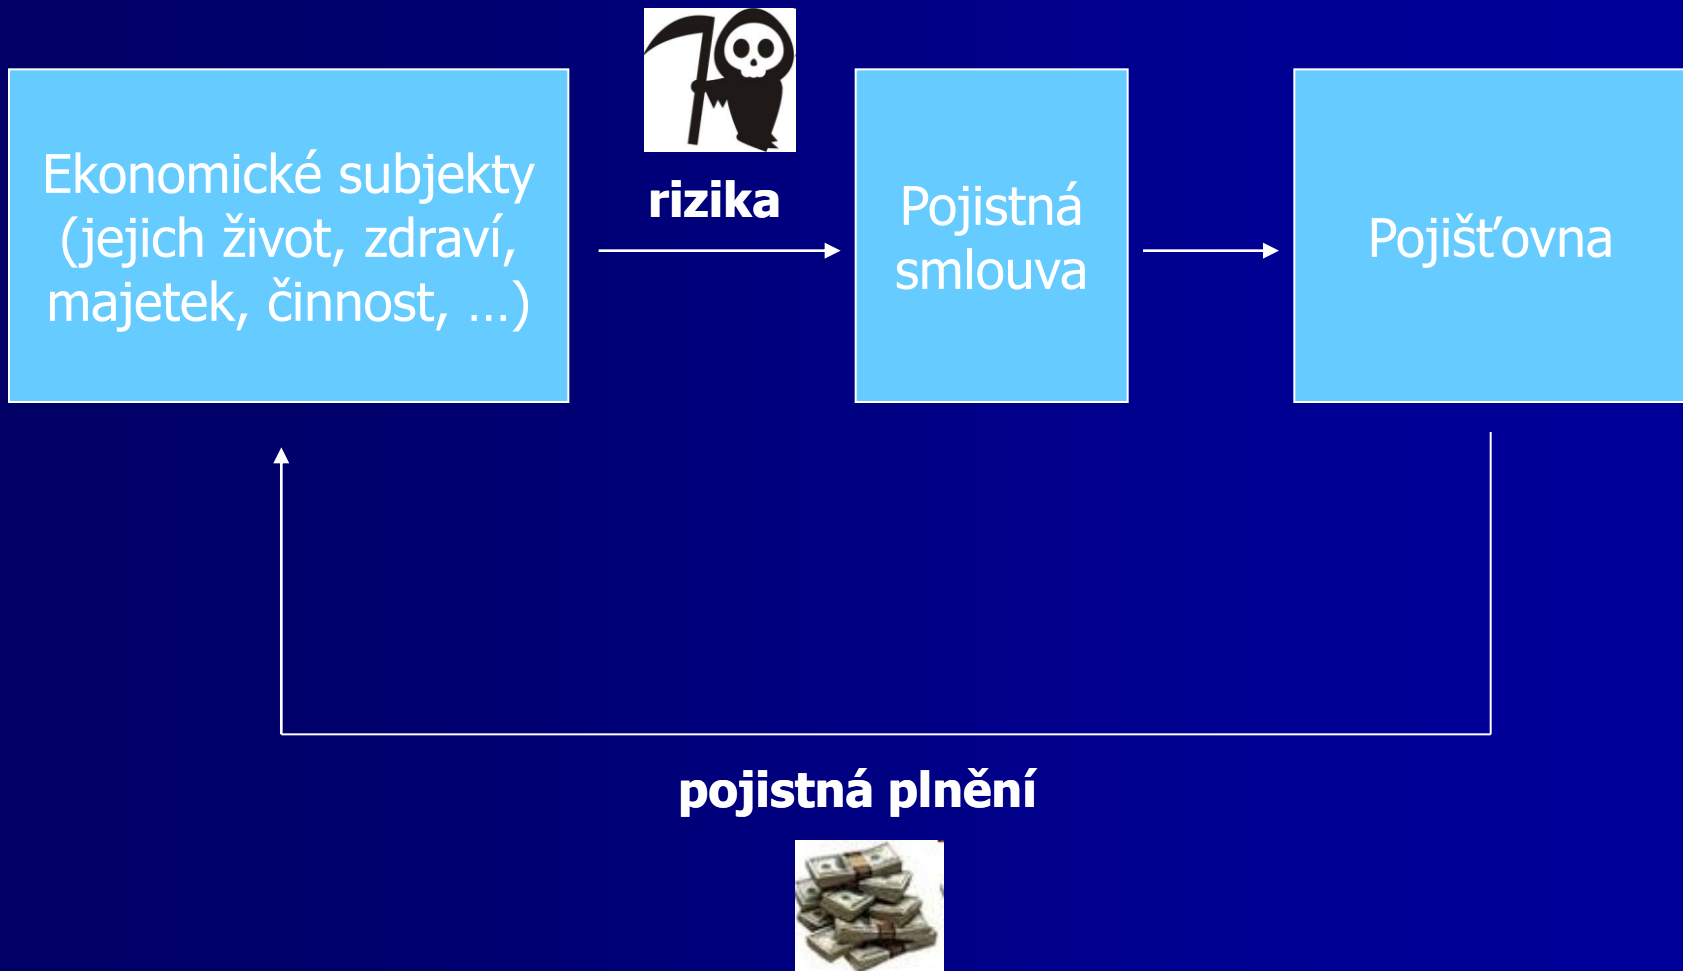 Ekonomické subjekty
(jejich život, zdraví,
majetek, činnost, …)
rizika
Pojistná
smlouva
Pojišťovna
pojistná plnění